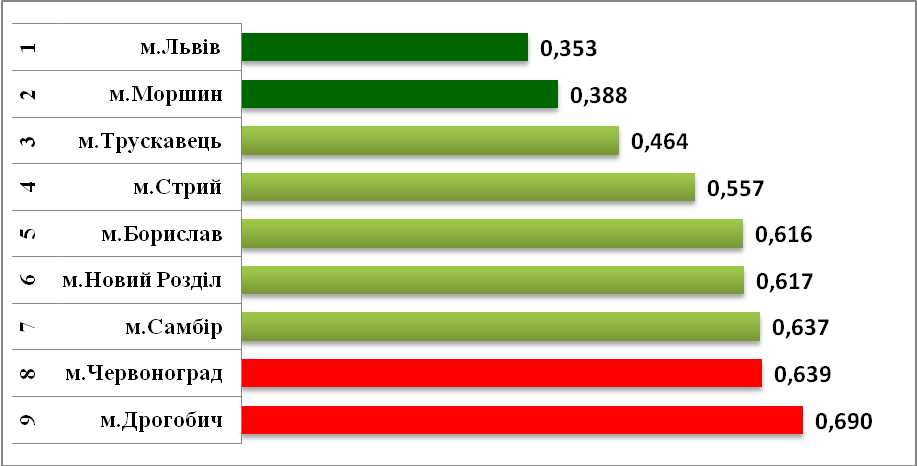 1 м.Львів 0,353
2 м.Моршин 0,388
3 м.Трускавець 0,464
4 м.Стрий 0,557
5 м.Борислав 0,616
6 м.Новий Розділ 0,617
7 м.Самбір 0,637
8 м.Червоноград 0,639
9 м.Дрогобич 0,690